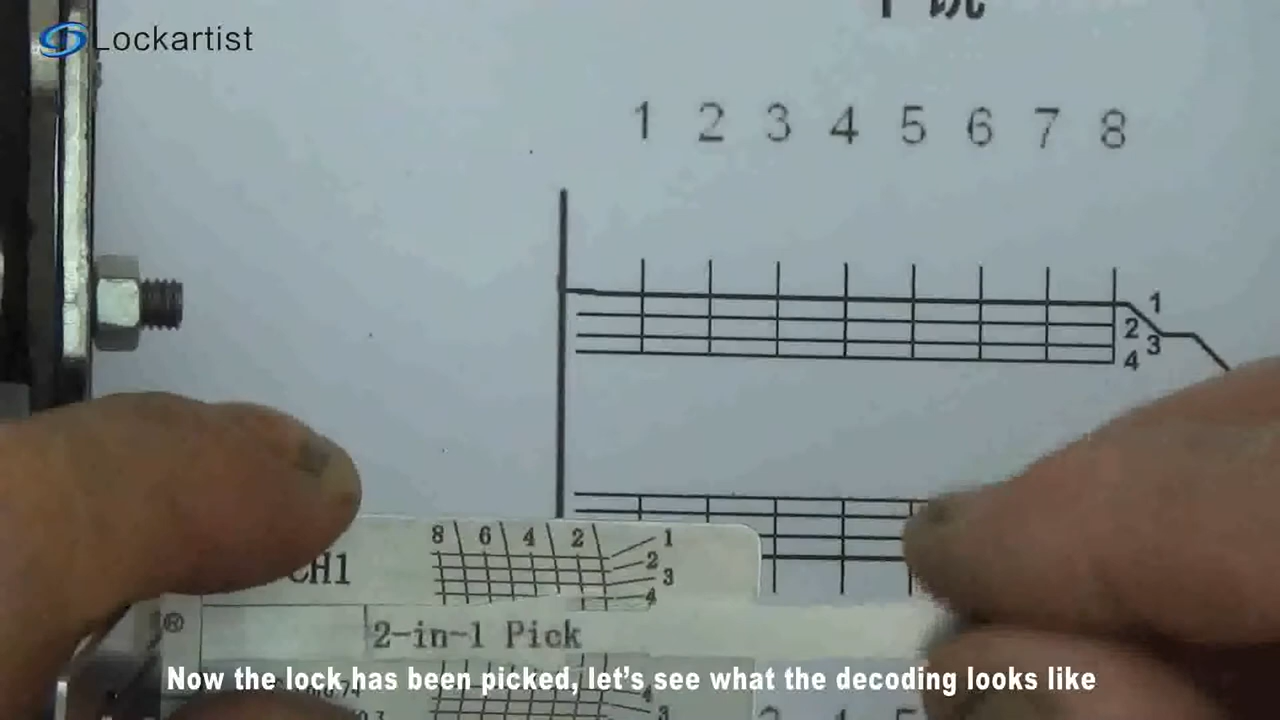 Lockartist
1 2 3 4 5 6 7 8
1
2
3
4
8 6 4 2
1
2
3
4
CH1
®
2-in-1 Pick
Now the lock has been picked, let's see what the decoding looks like
4
3